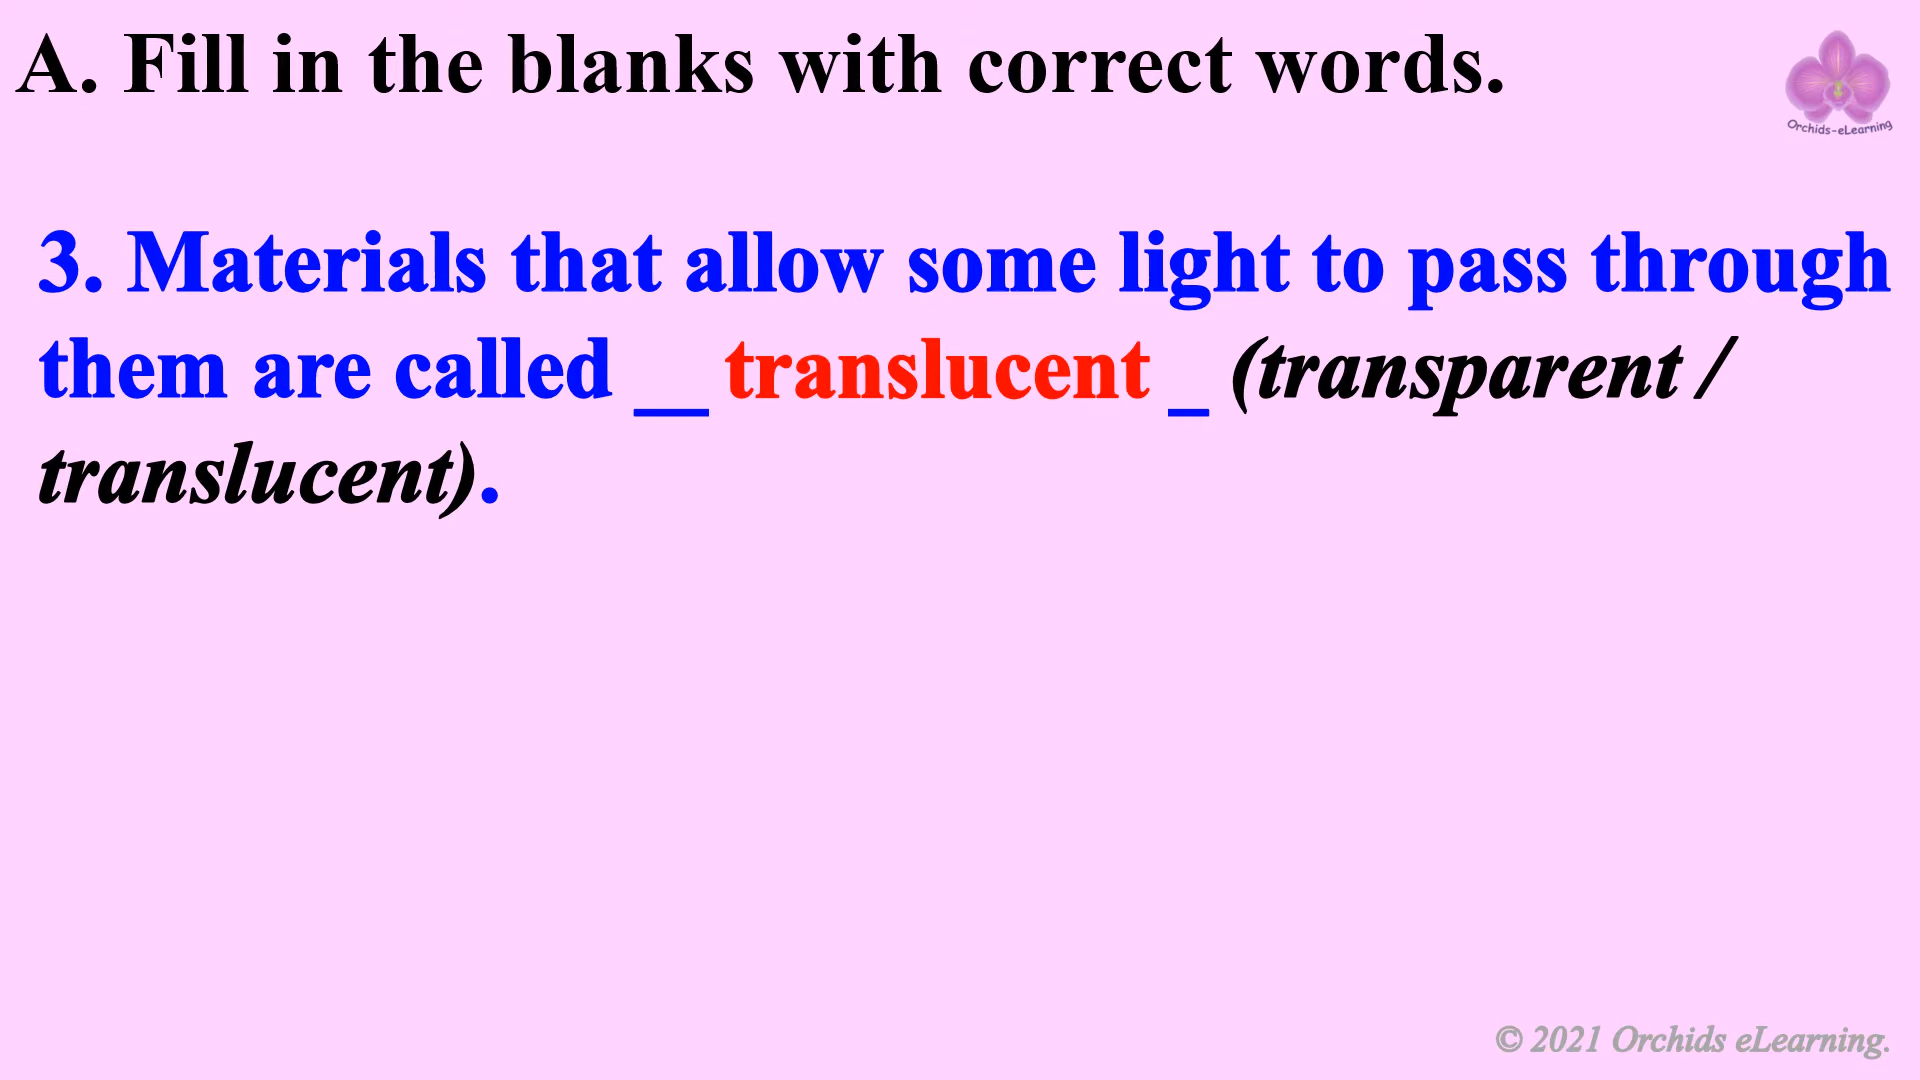 A. Fill in the blanks with correct words.
Orchids-eLearning
3. Materials that allow some light to pass through
them are called __ translucent _ (transparent /
translucent).
© 2021 Orchids eLearning.